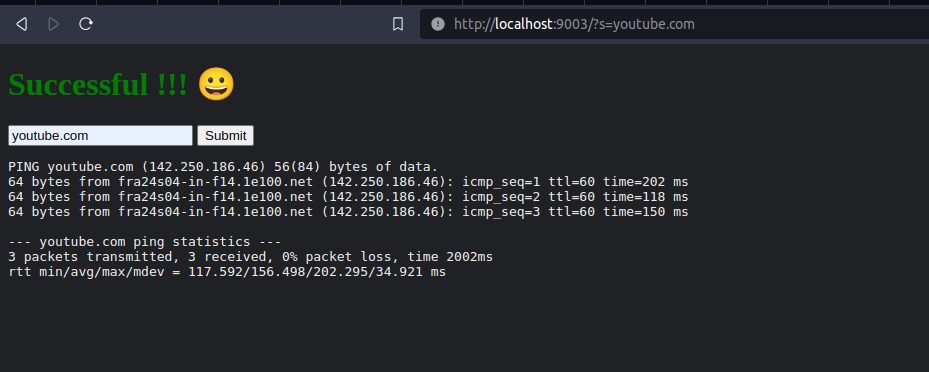 http://localhost:9003/?s=youtube.com
Successful !!! 😀
youtube.com Submit
PING youtube.com (142.250.186.46) 56(84) bytes of data.
64 bytes from fra24s04-in-f14.1e100.net (142.250.186.46): icmp_seq=1 ttl=60 time=202 ms
64 bytes from fra24s04-in-f14.1e100.net (142.250.186.46): icmp_seq=2 ttl=60 time=118 ms
64 bytes from fra24s04-in-f14.1e100.net (142.250.186.46): icmp_seq=3 ttl=60 time=150 ms
--- youtube.com ping statistics ---
3 packets transmitted, 3 received, 0% packet loss, time 2002ms
rtt min/avg/max/mdev = 117.592/156.498/202.295/34.921 ms